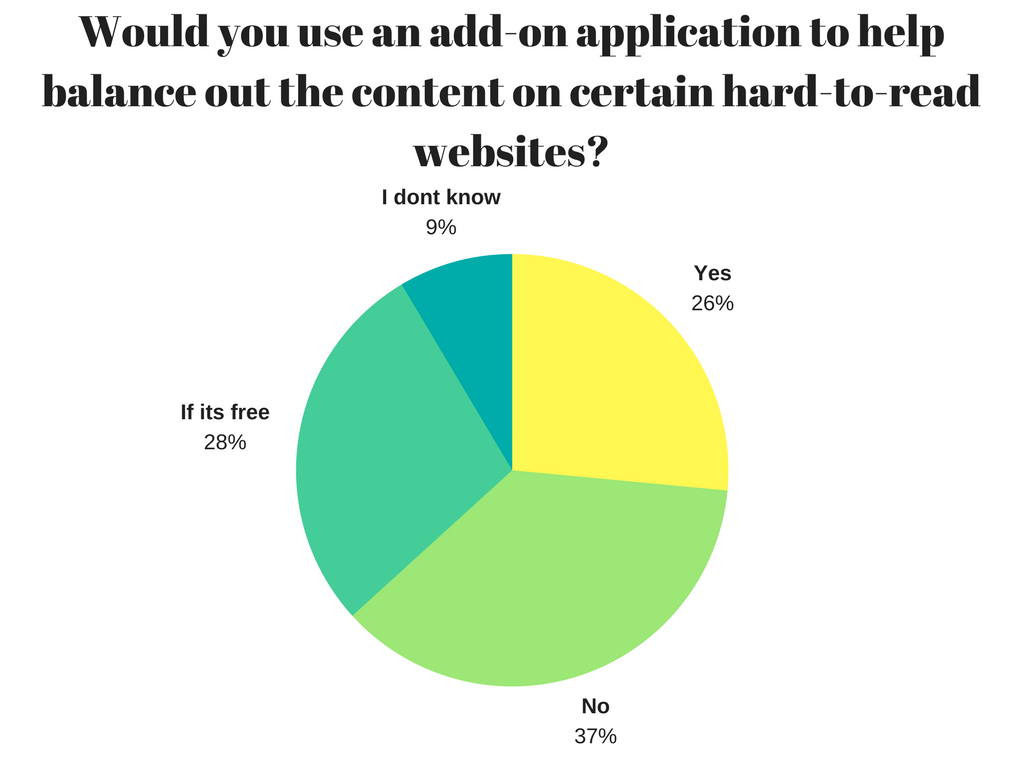 Would you use an add-on application to help
balance out the content on certain hard-to-read
websites?
I dont know
9%
Yes
26%
If its free
28%
No
37%